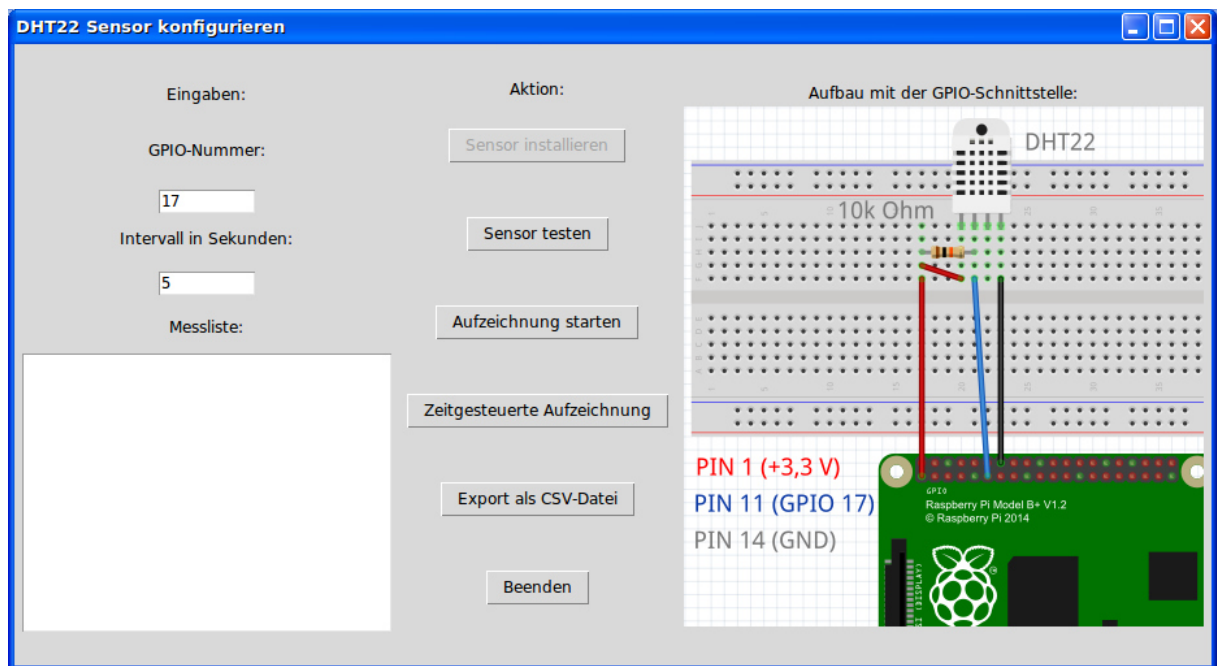 DHT22 Sensor konfigurieren
Eingaben:
GPIO-Nummer:
17
Intervall in Sekunden:
5
Messliste:
Aktion:
Sensor installieren
Sensor testen
Aufzeichnung starten
Zeitgesteuerte Aufzeichnung
Export als CSV-Datei
Beenden
Aufbau mit der GPIO-Schnittstelle:
DHT22
10k Ohm
PIN 1 (+3,3 V)
PIN 11 (GPIO 17)
PIN 14 (GND)
GPIO
Raspberry Pi Model B+ V1.2
© Raspberry Pi 2014